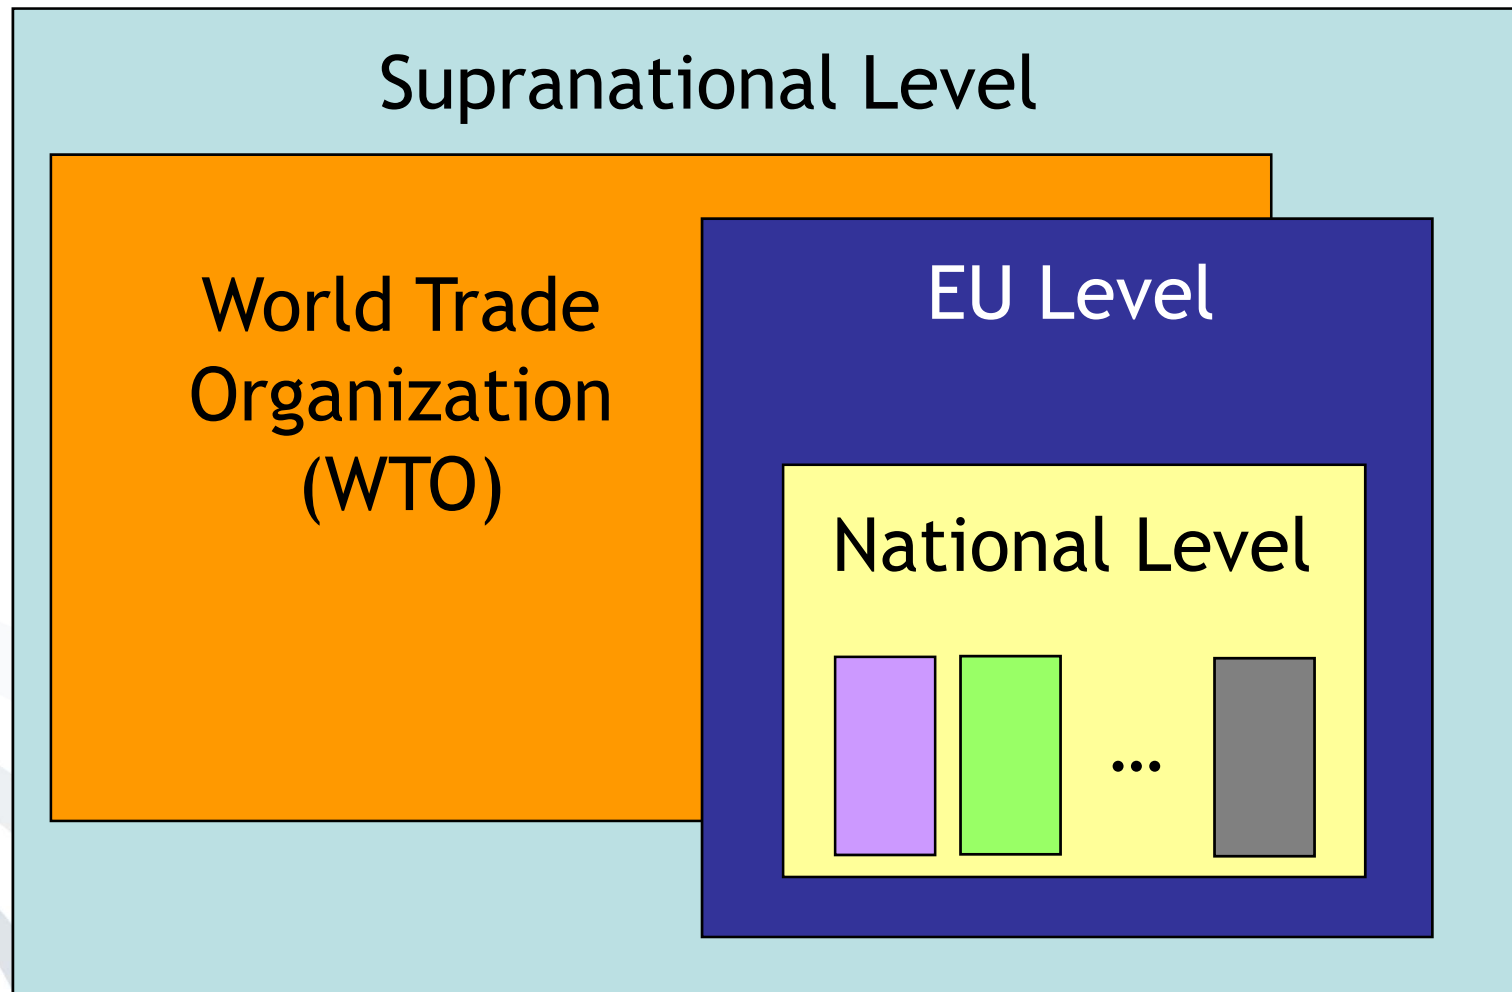 Supranational Level
World Trade
Organization
(WTO)
EU Level
National Level
...